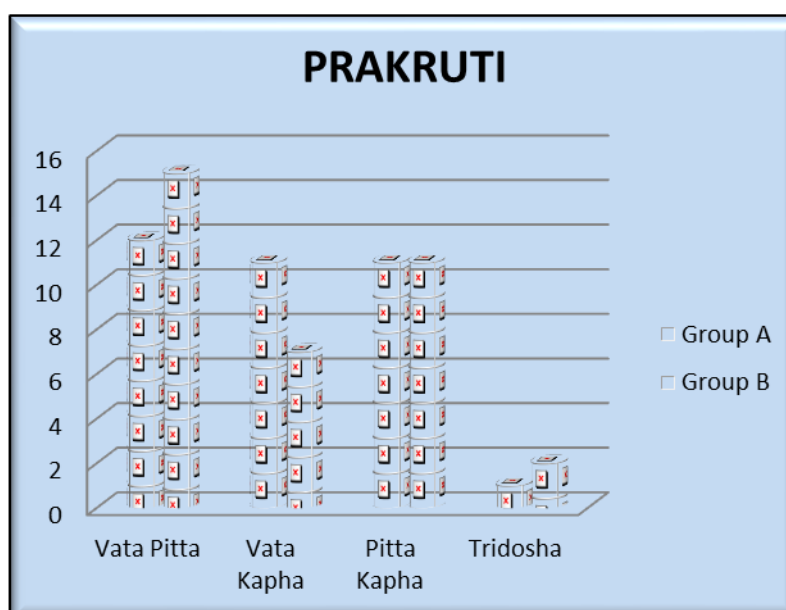 PRAKRUTI
16
14
12
10
8
6
4
2
0
Vata Pitta
Vata
Kapha
Pitta
Kapha
Tridosha
Group A
Group B